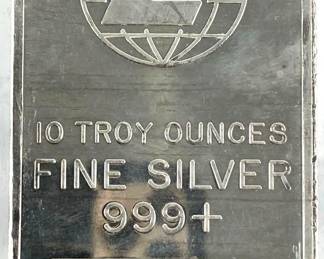 10 TROY OUNCES
FINE SILVER
999+